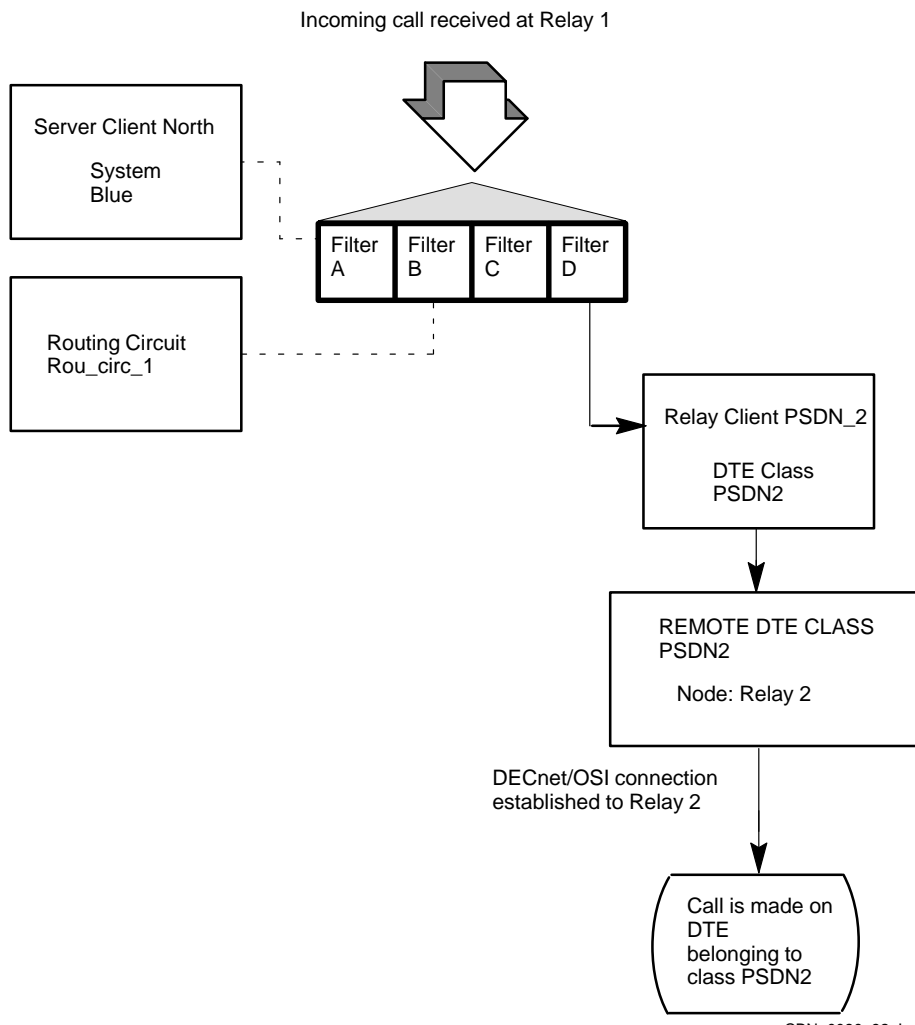 Incoming call received at Relay 1
Server Client North
System
Blue
Filter
A
Filter
B
Filter
C
Filter
D
Routing Circuit
Rou_circ_1
Relay Client PSDN_2
DTE Class
PSDN2
REMOTE DTE CLASS
PSDN2
Node: Relay 2
DECnet/OSI connection
established to Relay 2
Call is made on
DTE
belonging to
class PSDN2